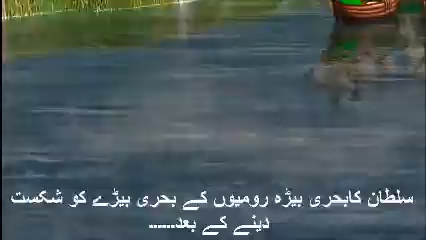 سلطان کابحری بیڑہ رومیوں کے بحری بیڑے کو شکست
دینے کے بعد......